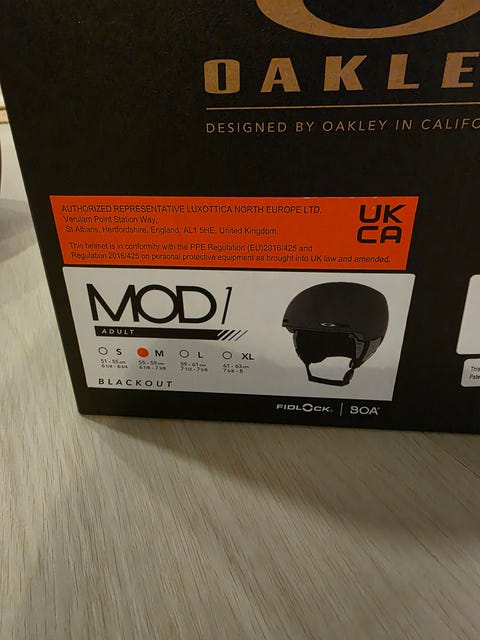 OAKLE
DESIGNED BY OAKLEY IN CALIFO
AUTHORIZED REPRESENTATIVE LUXOTTICA NORTH EUROPE LTD.
Verulam Point Station Way,
St Albans, Hertfordshire, England, AL1 5HE, United Kingdom.
This helmet is in conformity with the PPE Regulation (EU)2016/425 and
Regulation 2016/425 on personal protective equipment as brought into UK law and amended.
UK
CA
MOD1
ADULT
S M L XL
51 - 55cm 55 - 59cm 59 - 61cm 61 - 63cm
BLACKOUT
FIDLOCK. | BOA
This
Pate